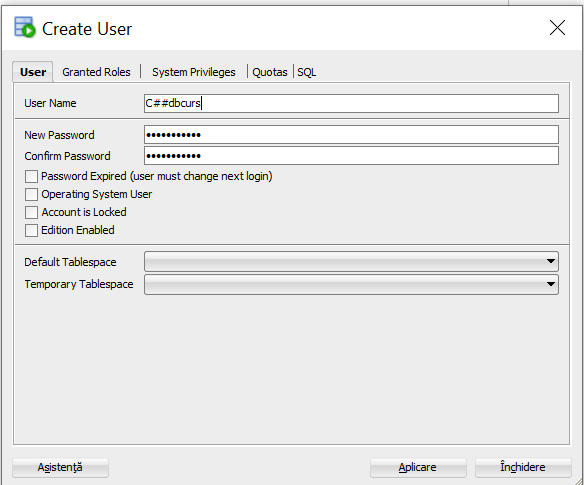 Create User
User Granted Roles System Privileges Quotas SQL
User Name C##dbcurs
New Password •••••••••••
Confirm Password •••••••••••
Password Expired (user must change next login)
Operating System User
Account is Locked
Edition Enabled
Default Tablespace
Temporary Tablespace
Asistență Aplicare Închidere